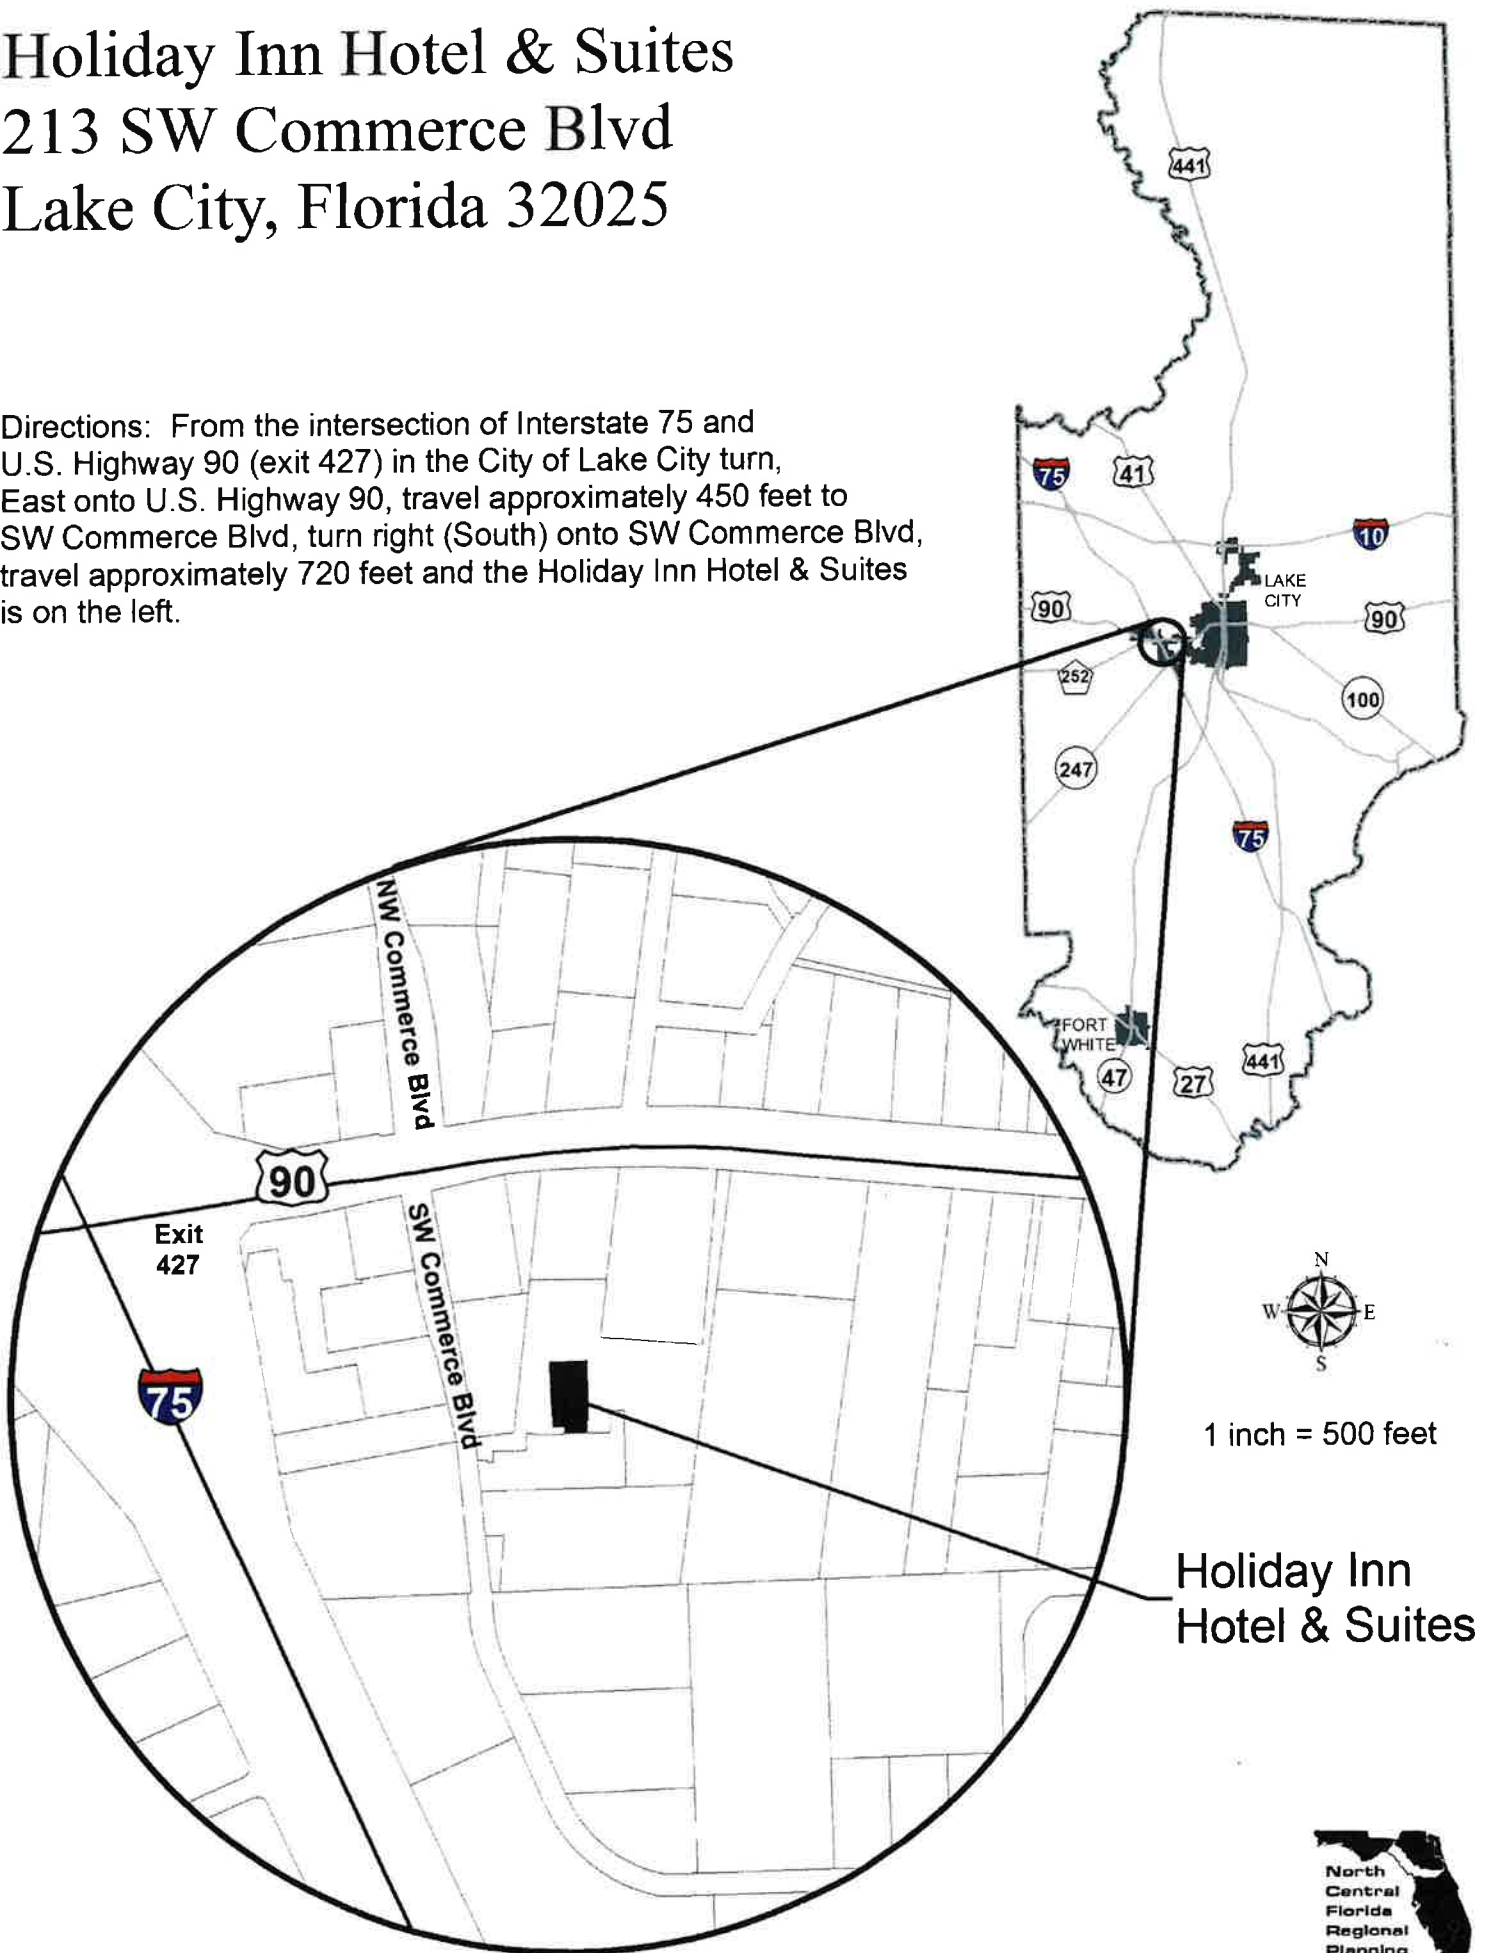 Holiday Inn Hotel & Suites
213 SW Commerce Blvd
Lake City, Florida 32025
Directions: From the intersection of Interstate 75 and
U.S. Highway 90 (exit 427) in the City of Lake City turn,
East onto U.S. Highway 90, travel approximately 450 feet to
SW Commerce Blvd, turn right (South) onto SW Commerce Blvd,
travel approximately 720 feet and the Holiday Inn Hotel & Suites
is on the left.
441
75
41
10
LAKE
CITY
90
90
252
100
247
75
FORT
WHITE
47
27
441
NW Commerce Blvd
90
Exit
427
SW Commerce Blvd
75
N
W
E
S
1 inch = 500 feet
Holiday Inn
Hotel & Suites
North
Central
Florida
Regional
Planning